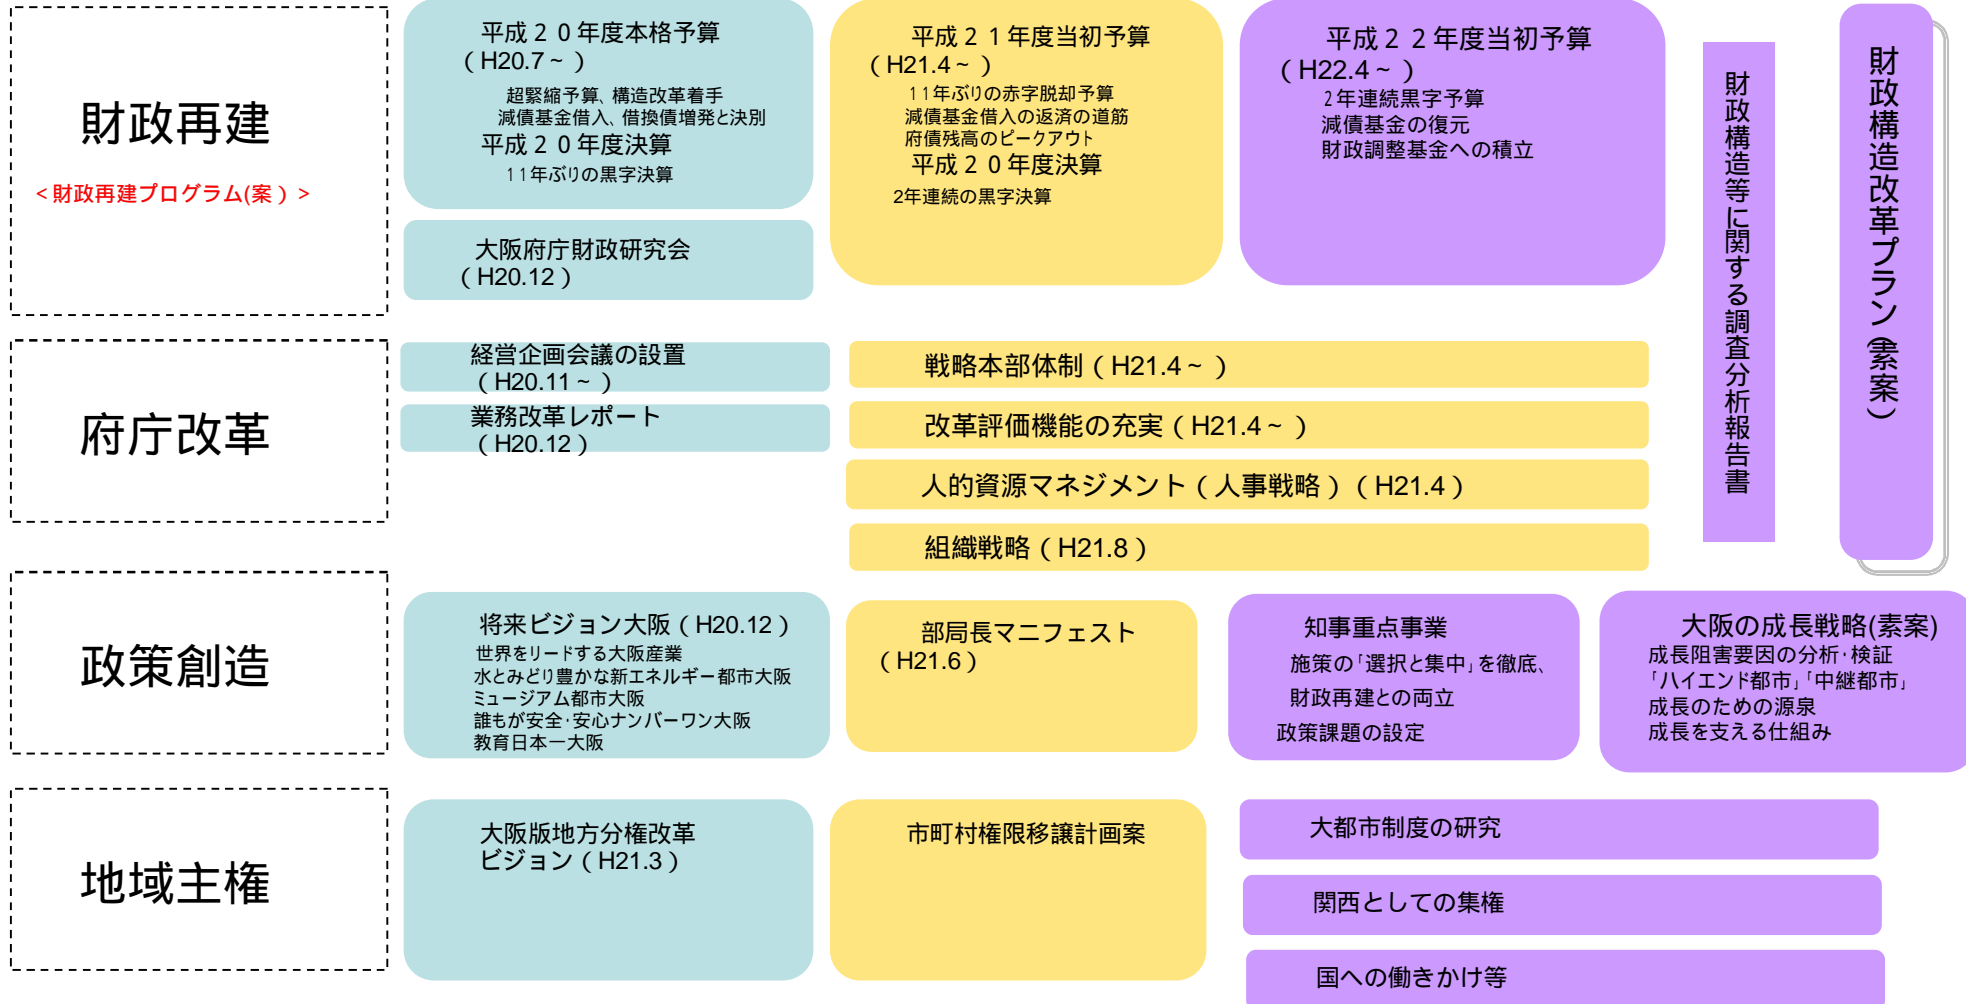 財政再建
<財政再建プログラム(案)>
平成20年度本格予算
(H20.7~)
超緊縮予算、構造改革着手
減債基金借入、借換債増発と決別
平成20年度決算
11年ぶりの黒字決算
大阪府庁財政研究会
(H20.12)
平成21年度当初予算
(H21.4~)
11年ぶりの赤字脱却予算
減債基金借入の返済の道筋
府債残高のピークアウト
平成20年度決算
2年連続の黒字決算
平成22年度当初予算
(H22.4~)
2年連続黒字予算
減債基金の復元
財政調整基金への積立
財政構造等に関する調査分析報告書
財政構造改革プラン(素案)
府庁改革
経営企画会議の設置
(H20.11~)
業務改革レポート
(H20.12)
戦略本部体制(H21.4~)
改革評価機能の充実(H21.4~)
人的資源マネジメント(人事戦略)(H21.4)
組織戦略(H21.8)
政策創造
将来ビジョン大阪(H20.12)
世界をリードする大阪産業
水とみどり豊かな新エネルギー都市大阪
ミュージアム都市大阪
誰もが安全・安心ナンバーワン大阪
教育日本一大阪
部局長マニフェスト
(H21.6)
知事重点事業
施策の「選択と集中」を徹底、
財政再建との両立
政策課題の設定
大阪の成長戦略(素案)
成長阻害要因の分析・検証
「ハイエンド都市」「中継都市」
成長のための源泉
成長を支える仕組み
地域主権
大阪版地方分権改革
ビジョン(H21.3)
市町村権限移譲計画案
大都市制度の研究
関西としての集権
国への働きかけ等